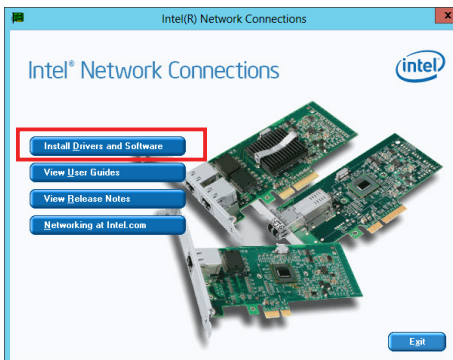 Intel(R) Network Connections
x
Intel® Network Connections
intel
Install Drivers and Software
View User Guides
View Release Notes
Networking at Intel.com
Exit